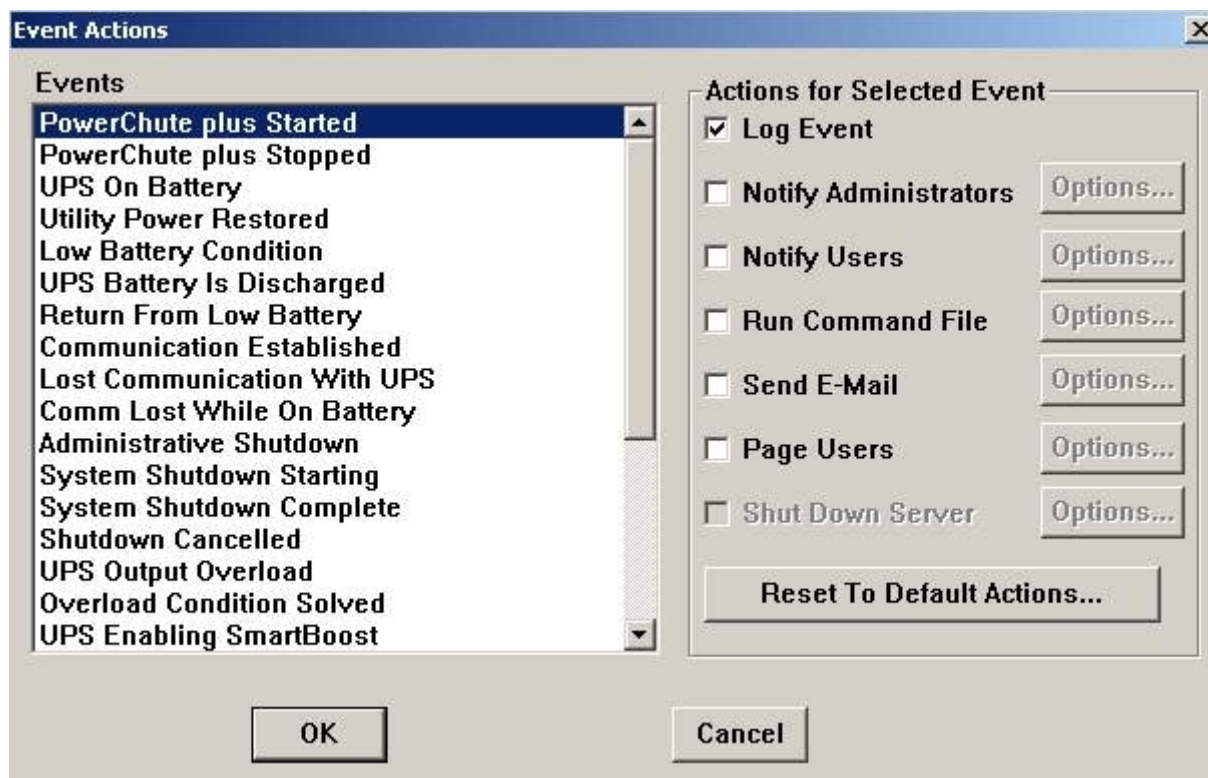 Event Actions
Events
PowerChute plus Started
PowerChute plus Stopped
UPS On Battery
Utility Power Restored
Low Battery Condition
UPS Battery Is Discharged
Return From Low Battery
Communication Established
Lost Communication With UPS
Comm Lost While On Battery
Administrative Shutdown
System Shutdown Starting
System Shutdown Complete
Shutdown Cancelled
UPS Output Overload
Overload Condition Solved
UPS Enabling SmartBoost
Actions for Selected Event
Log Event
Notify Administrators Options...
Notify Users Options...
Run Command File Options...
Send E-Mail Options...
Page Users Options...
Shut Down Server Options...
Reset To Default Actions...
OK Cancel